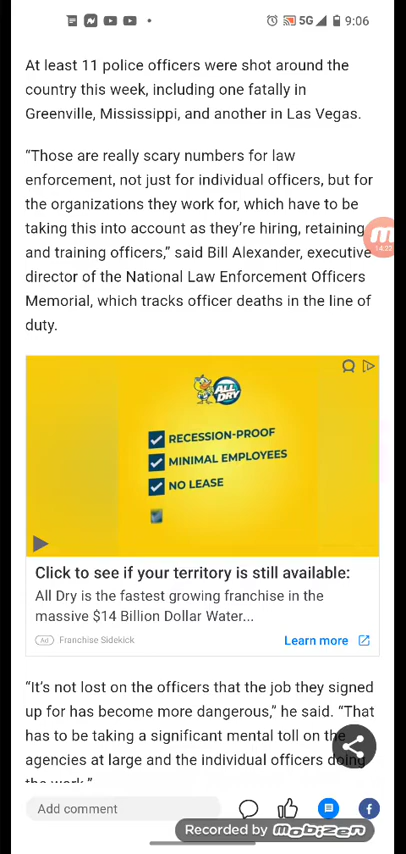 5G 9:06
At least 11 police officers were shot around the
country this week, including one fatally in
Greenville, Mississippi, and another in Las Vegas.
“Those are really scary numbers for law
enforcement, not just for individual officers, but for
the organizations they work for, which have to be
taking this into account as they’re hiring, retaining
and training officers,” said Bill Alexander, executive
director of the National Law Enforcement Officers
Memorial, which tracks officer deaths in the line of
duty.
m
14:22
ALL
DRY
RECESSION-PROOF
MINIMAL EMPLOYEES
NO LEASE
Click to see if your territory is still available:
All Dry is the fastest growing franchise in the
massive $14 Billion Dollar Water...
Ad Franchise Sidekick
Learn more
“It’s not lost on the officers that the job they signed
up for has become more dangerous,” he said. “That
has to be taking a significant mental toll on the
agencies at large and the individual officers doing
the work.”
Add comment
f
Recorded by mobizen